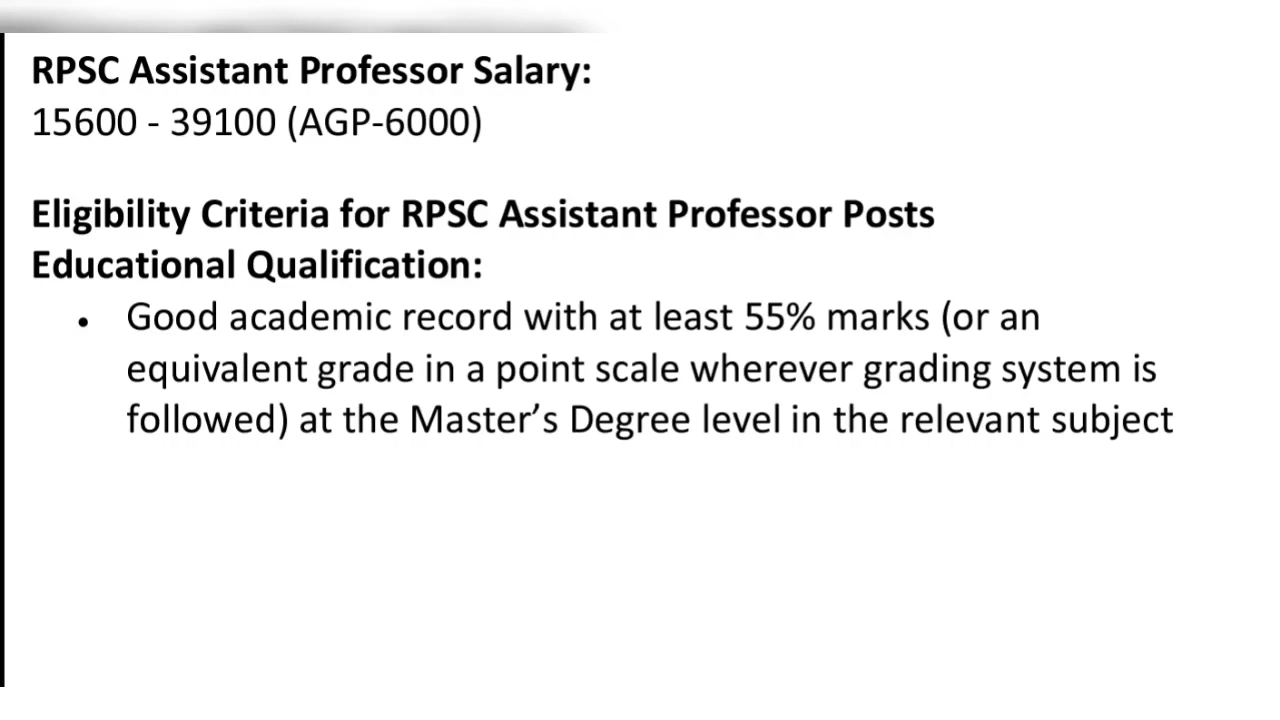 RPSC Assistant Professor Salary:
15600 - 39100 (AGP-6000)
Eligibility Criteria for RPSC Assistant Professor Posts
Educational Qualification:
• Good academic record with at least 55% marks (or an
equivalent grade in a point scale wherever grading system is
followed) at the Master’s Degree level in the relevant subject